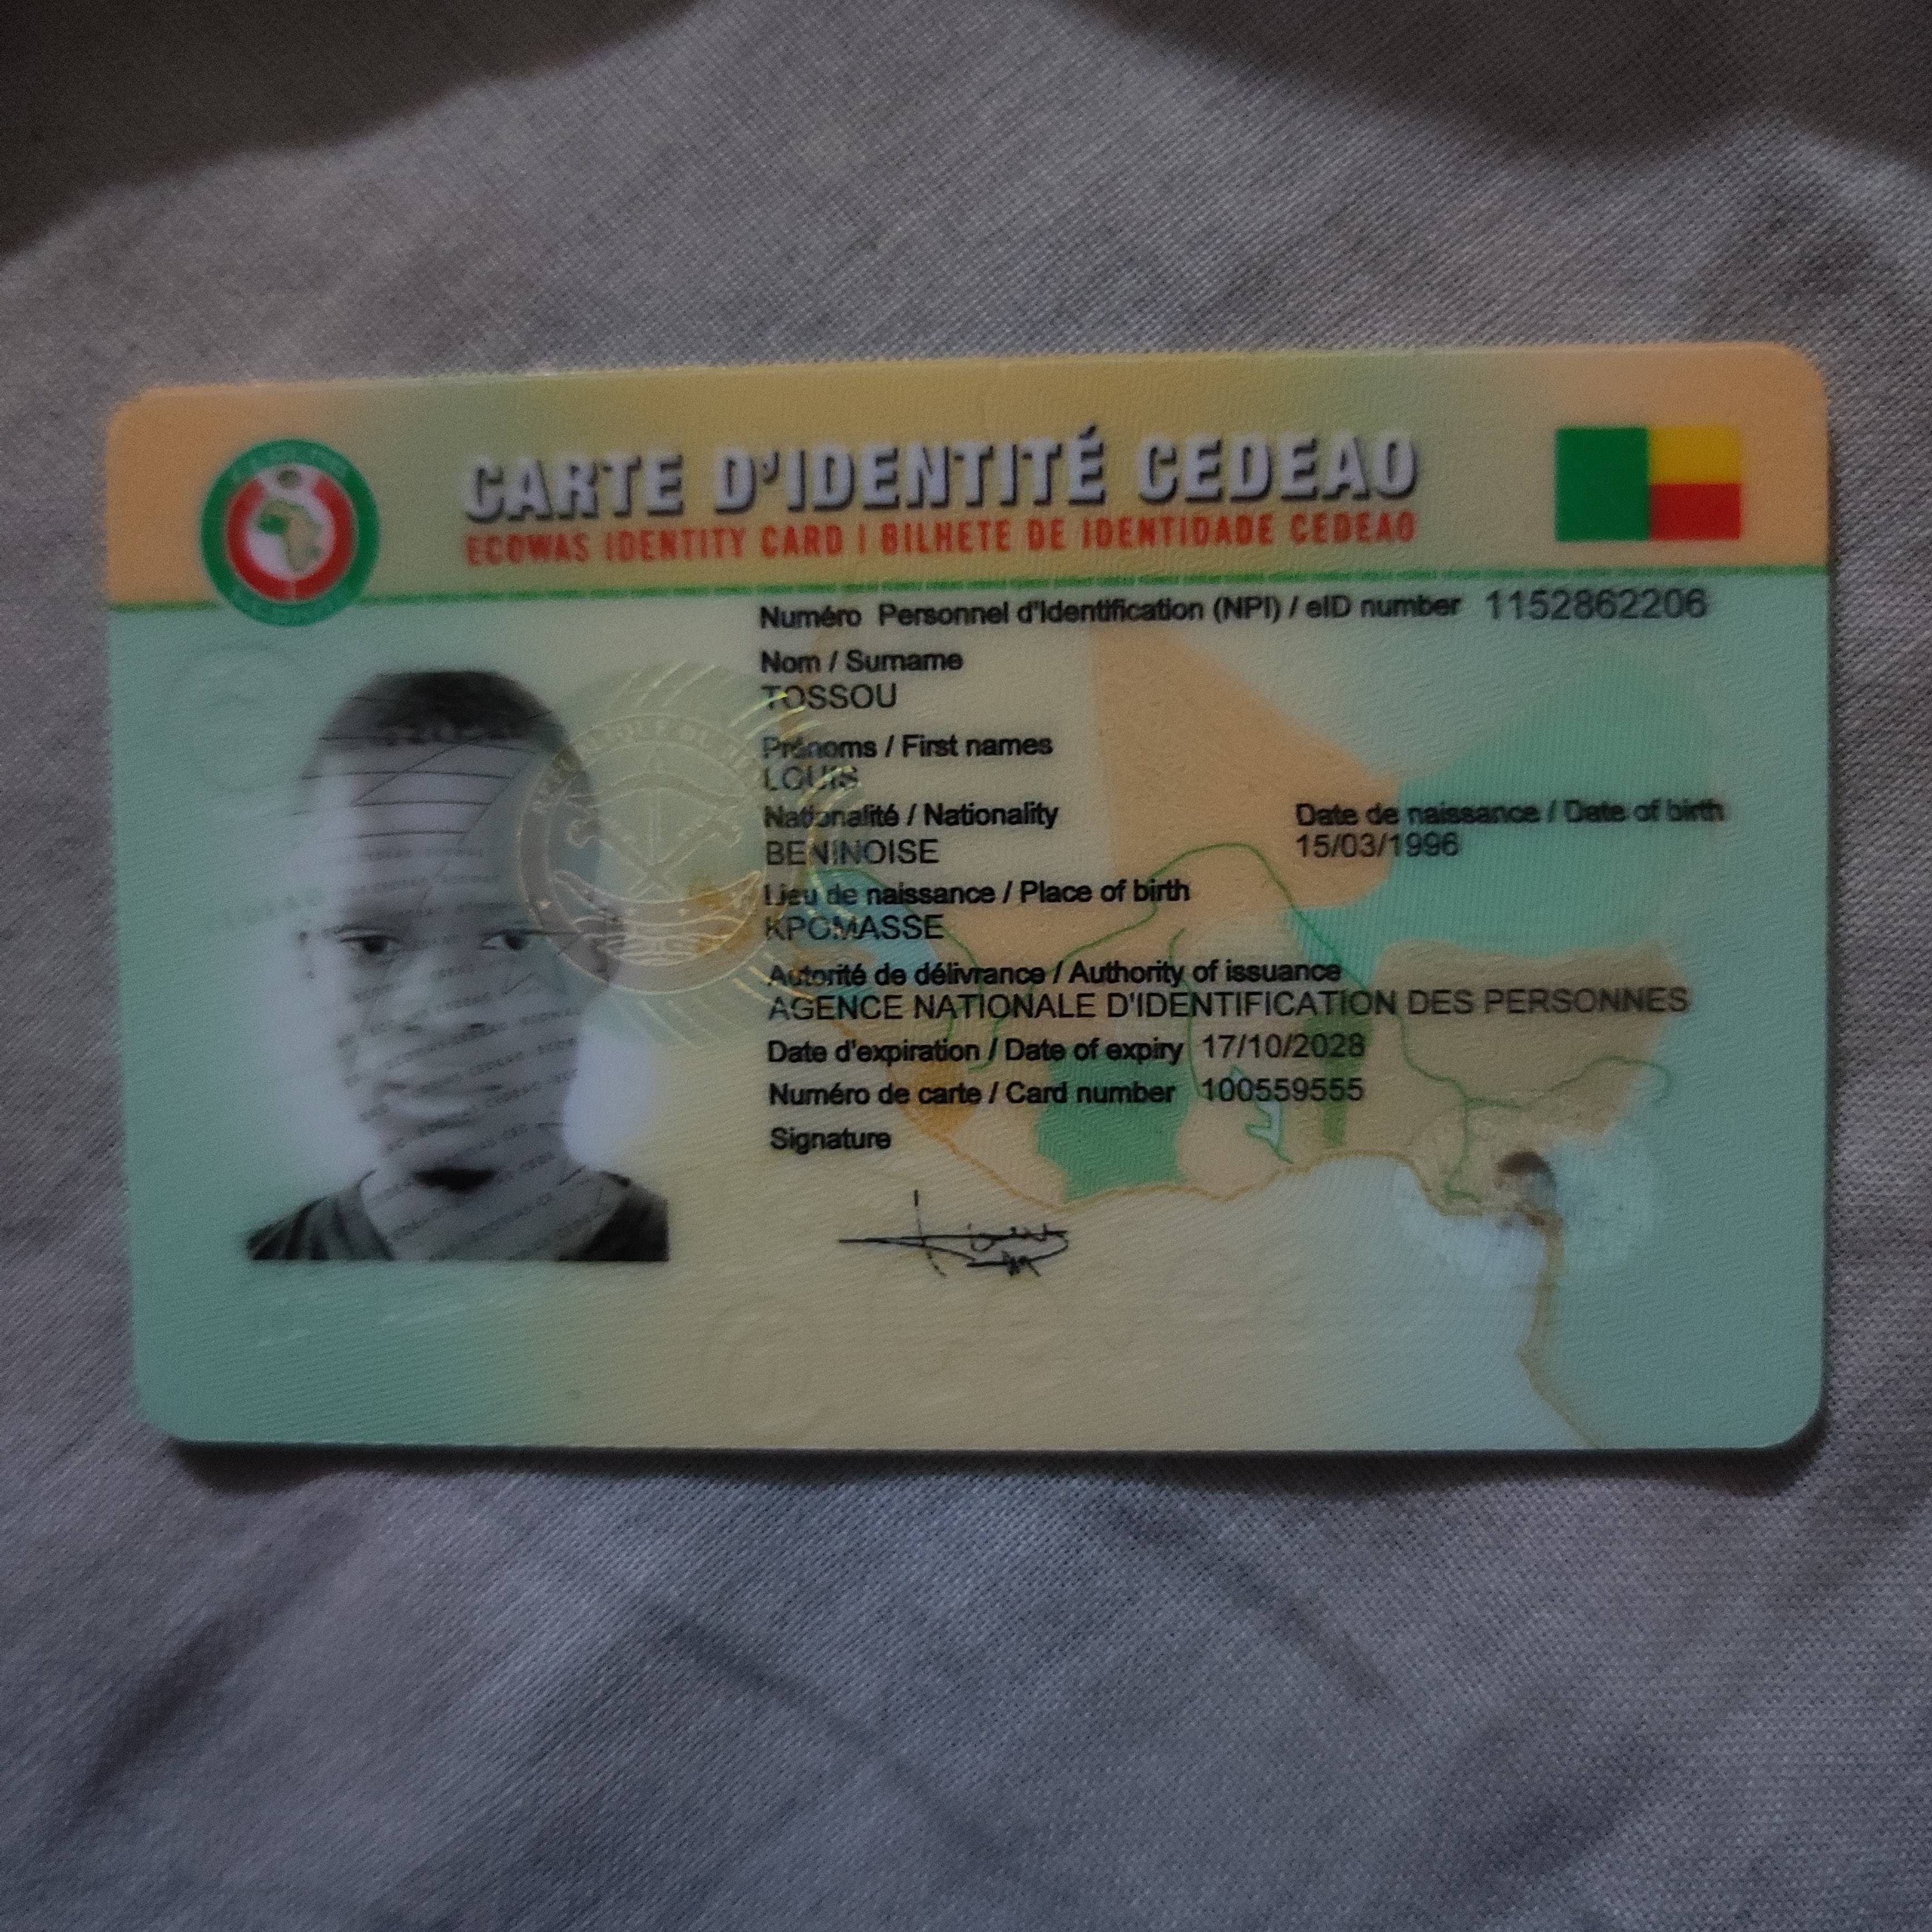 CARTE D'IDENTITÉ CEDEAO
ECOWAS IDENTITY CARD | BILHETE DE IDENTIDADE CEDEAO
Numéro Personnel d'Identification (NPI) / eID number 1152862206
Nom / Surname
TOSSOU
Prénoms / First names
LOUIS
Nationalité / Nationality
BENINOISE
Date de naissance / Date of birth
15/03/1996
Lieu de naissance / Place of birth
KPOMASSE
Autorité de délivrance / Authority of issuance
AGENCE NATIONALE D'IDENTIFICATION DES PERSONNES
Date d'expiration / Date of expiry 17/10/2028
Numéro de carte / Card number 100559555
Signature